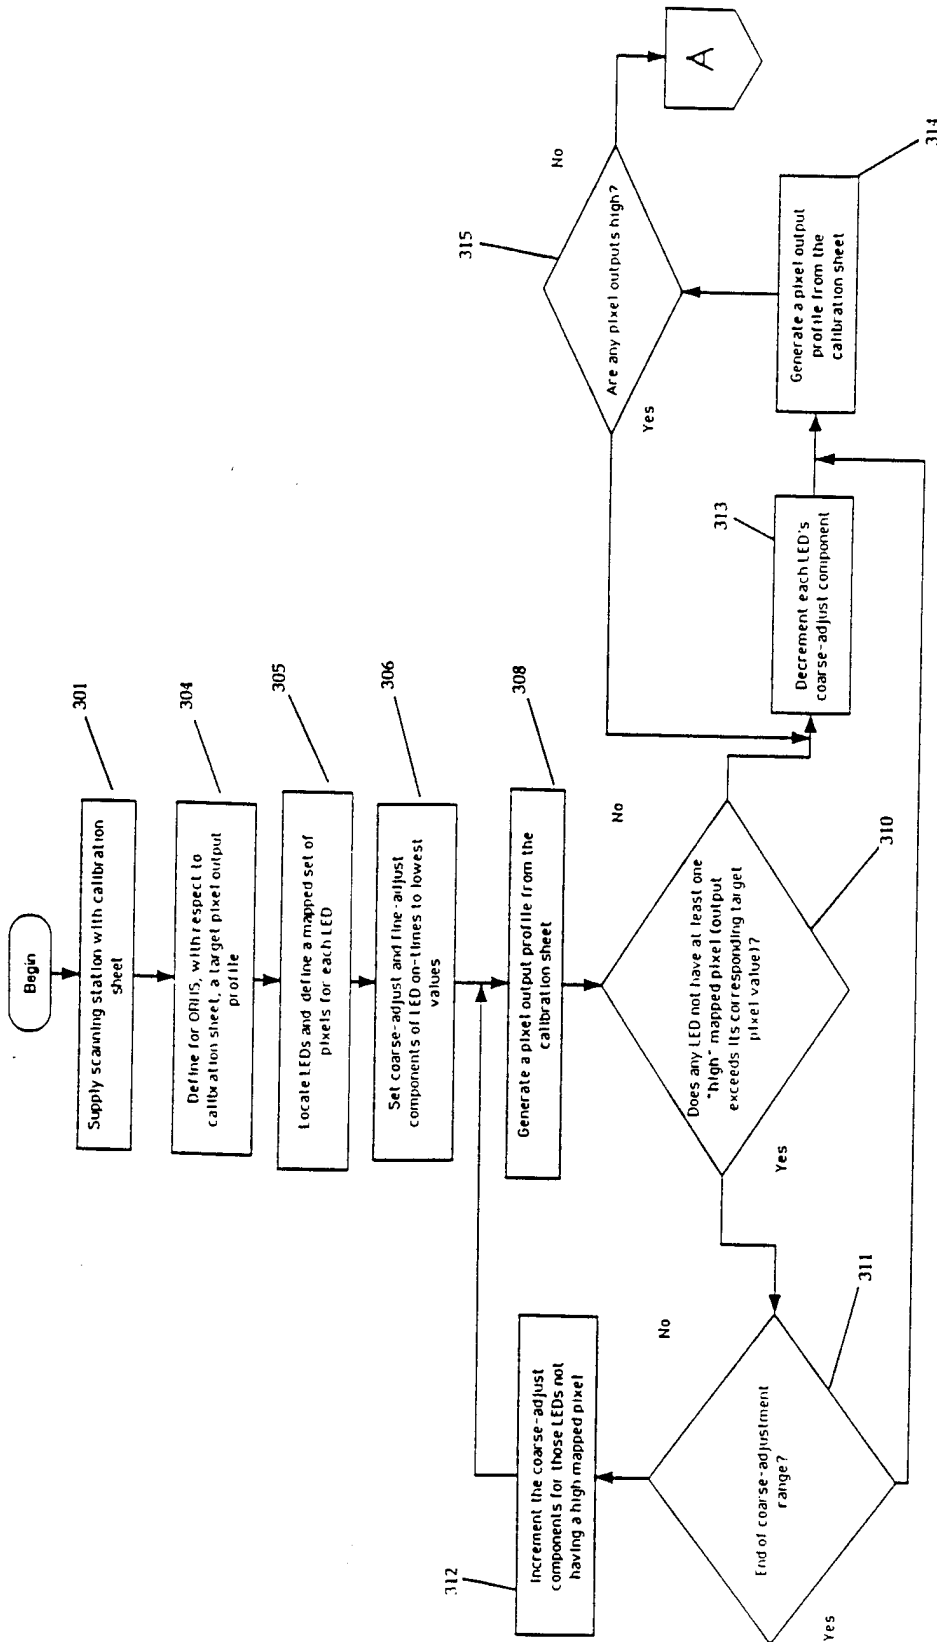 Begin
301
Supply scanning station with calibration
sheet
304
Define for ORIIS, with respect to
calibration sheet, a target pixel output
profile
305
Locate LEDs and define a mapped set of
pixels for each LED
306
Set coarse-adjust and fine-adjust
components of LED on-times to lowest
values
308
Generate a pixel output profile from the
calibration sheet
310
Does any LED not have at least one
"high" mapped pixel (output
exceeds its corresponding target
pixel value)?
Yes
No
311
End of coarse-adjustment
range?
No
Yes
312
Increment the coarse-adjust
components for those LEDs not
having a high mapped pixel
313
Decrement each LED's
coarse-adjust component
314
Generate a pixel output
profile from the
calibration sheet
315
Are any pixel outputs high?
Yes
No
A